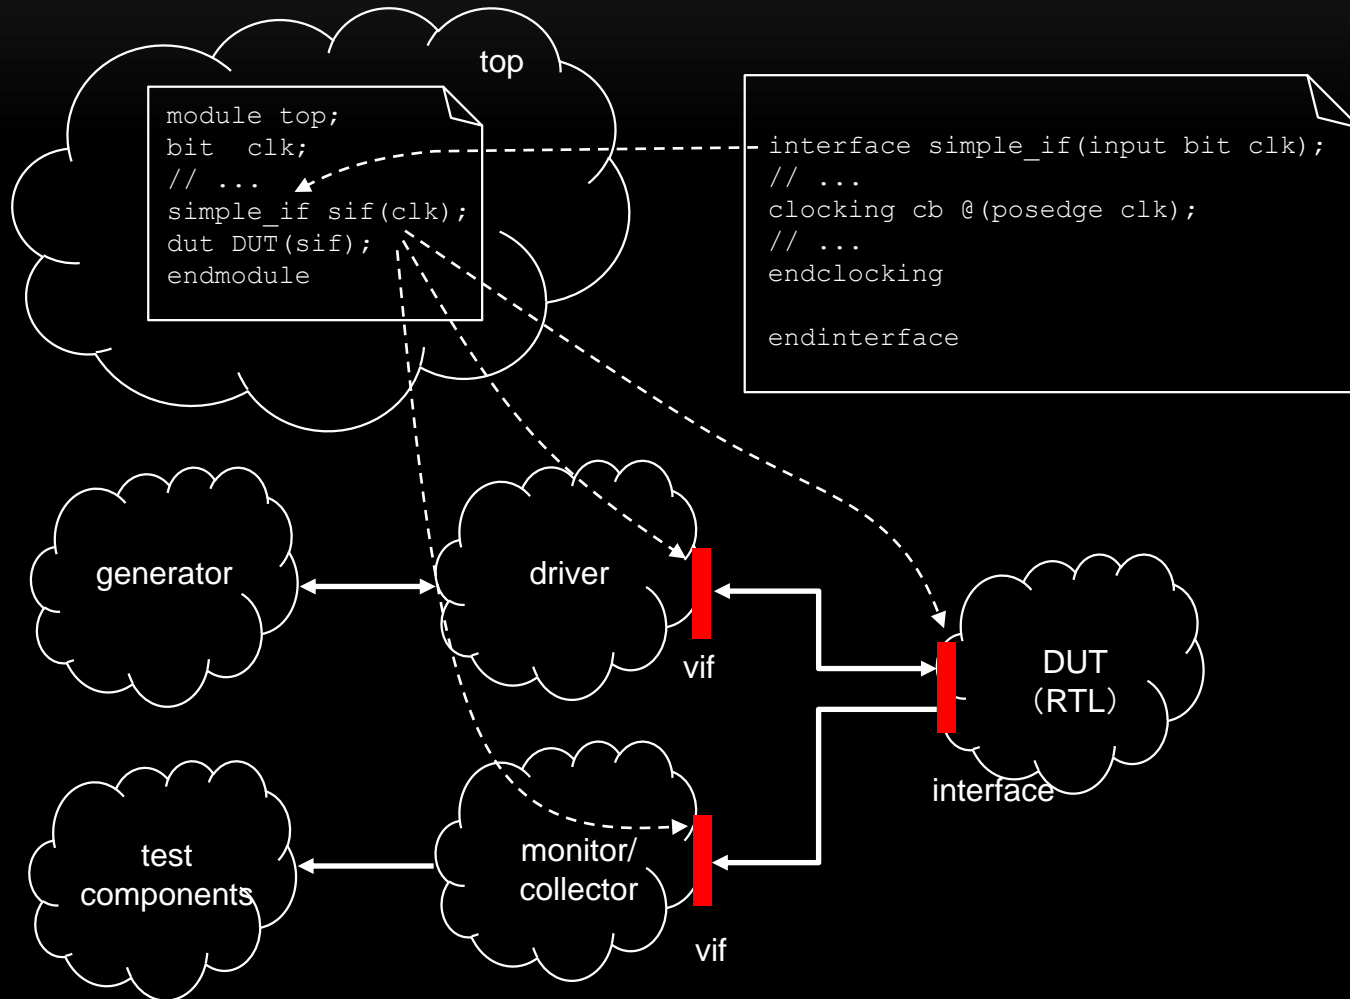 top
module top;
bit  clk;
// ...
simple_if sif(clk);
dut DUT(sif);
endmodule
interface simple_if(input bit clk);
// ...
clocking cb @(posedge clk);
// ...
endclocking
endinterface
generator
driver
vif
DUT
（RTL）
interface
test
components
monitor/
collector
vif